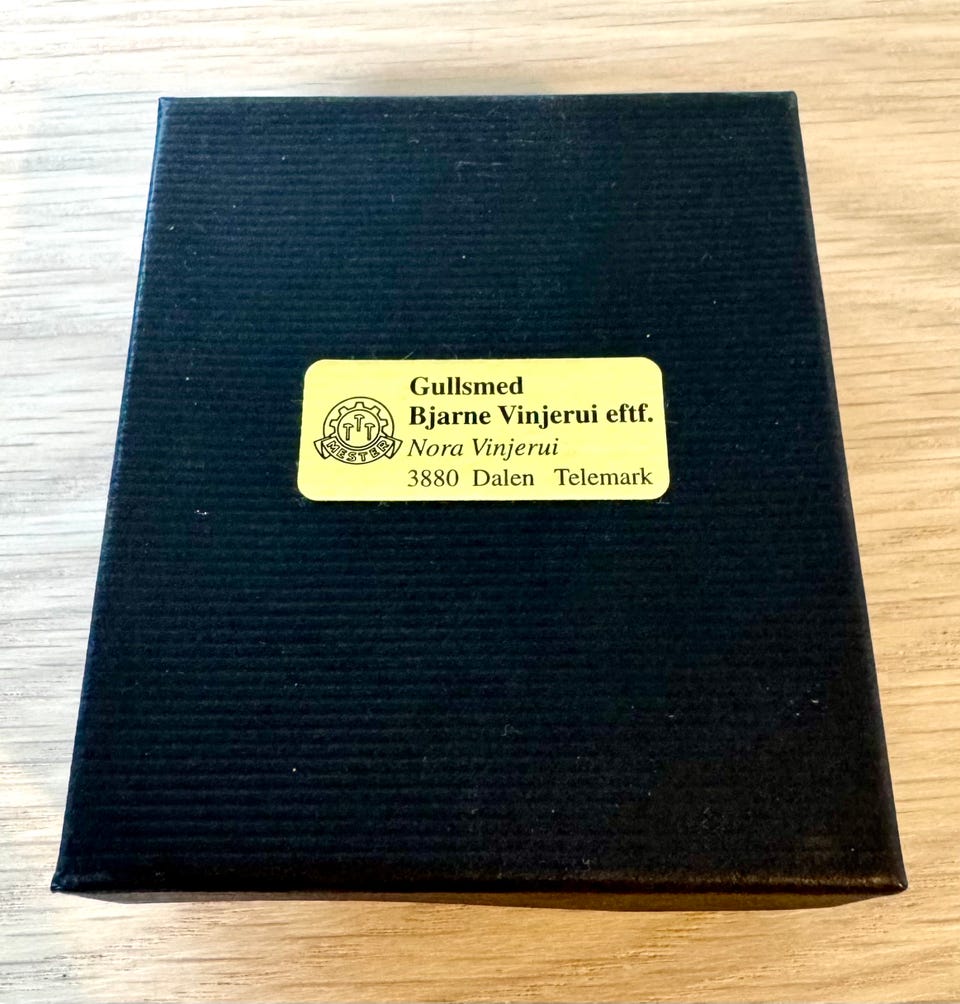 Gullsmed
Bjarne Vinjerui eftf.
Nora Vinjerui
3880 Dalen Telemark
MESTER